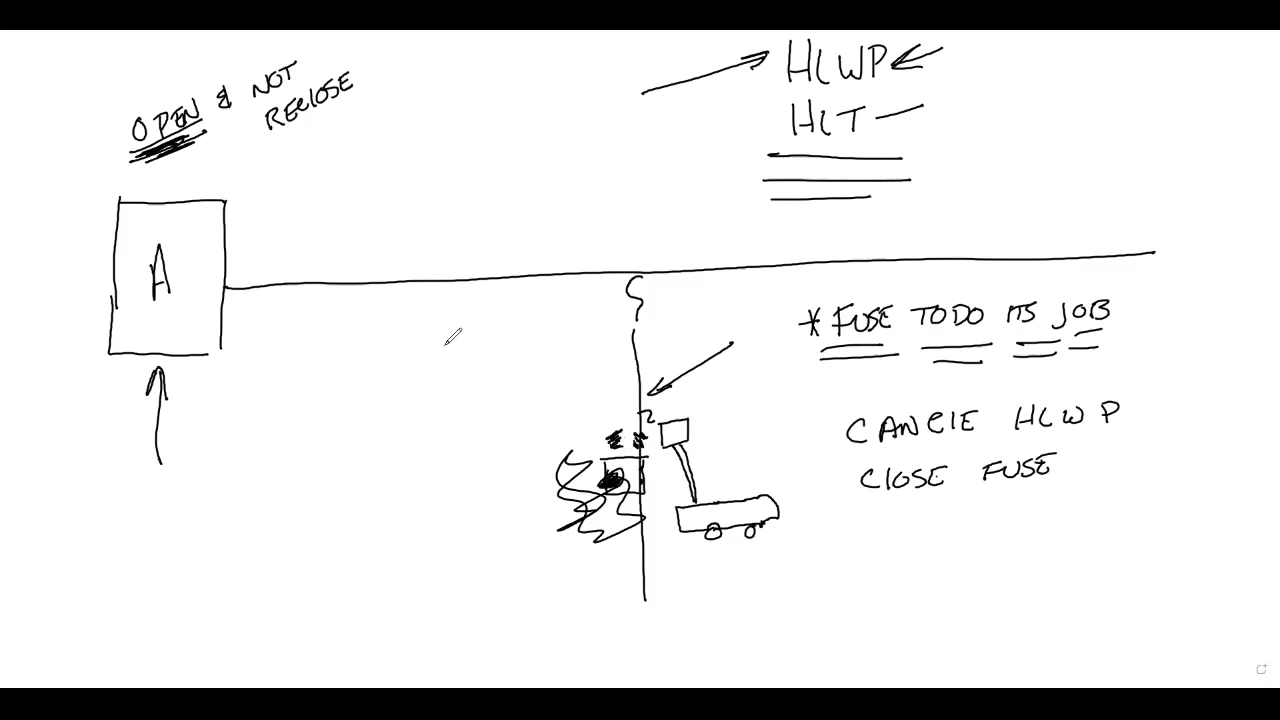 OPEN & NOT
RECLOSE
HLWP
HLT
A
* FUSE TO DO ITS JOB
CANCLE HLWP
CLOSE FUSE